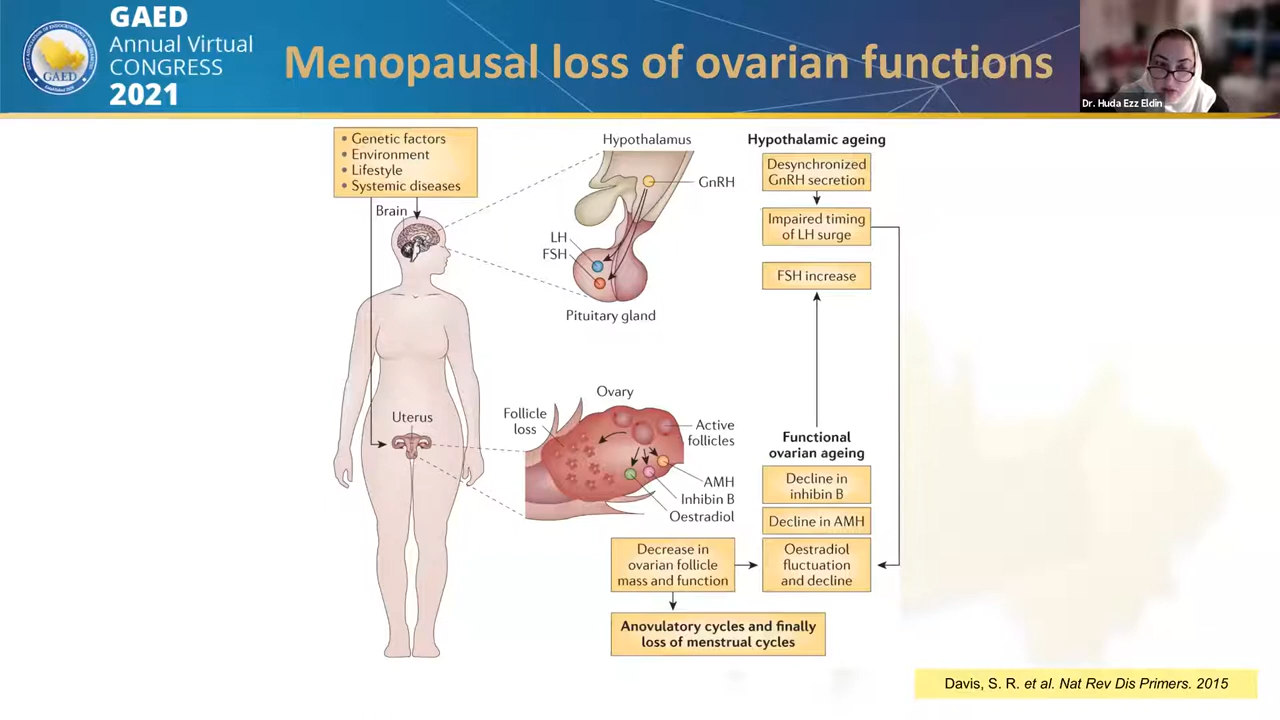 GAED
Annual Virtual
CONGRESS
2021
GAED
Menopausal loss of ovarian functions
Dr. Huda Ezz Eldin
• Genetic factors
• Environment
• Lifestyle
• Systemic diseases
Brain
Uterus
Hypothalamus
GnRH
LH
FSH
Pituitary gland
Ovary
Follicle
loss
Active
follicles
AMH
Inhibin B
Oestradiol
Hypothalamic ageing
Desynchronized
GnRH secretion
Impaired timing
of LH surge
FSH increase
Functional
ovarian ageing
Decline in
inhibin B
Decline in AMH
Oestradiol
fluctuation
and decline
Decrease in
ovarian follicle
mass and function
Anovulatory cycles and finally
loss of menstrual cycles
Davis, S. R. et al. Nat Rev Dis Primers. 2015